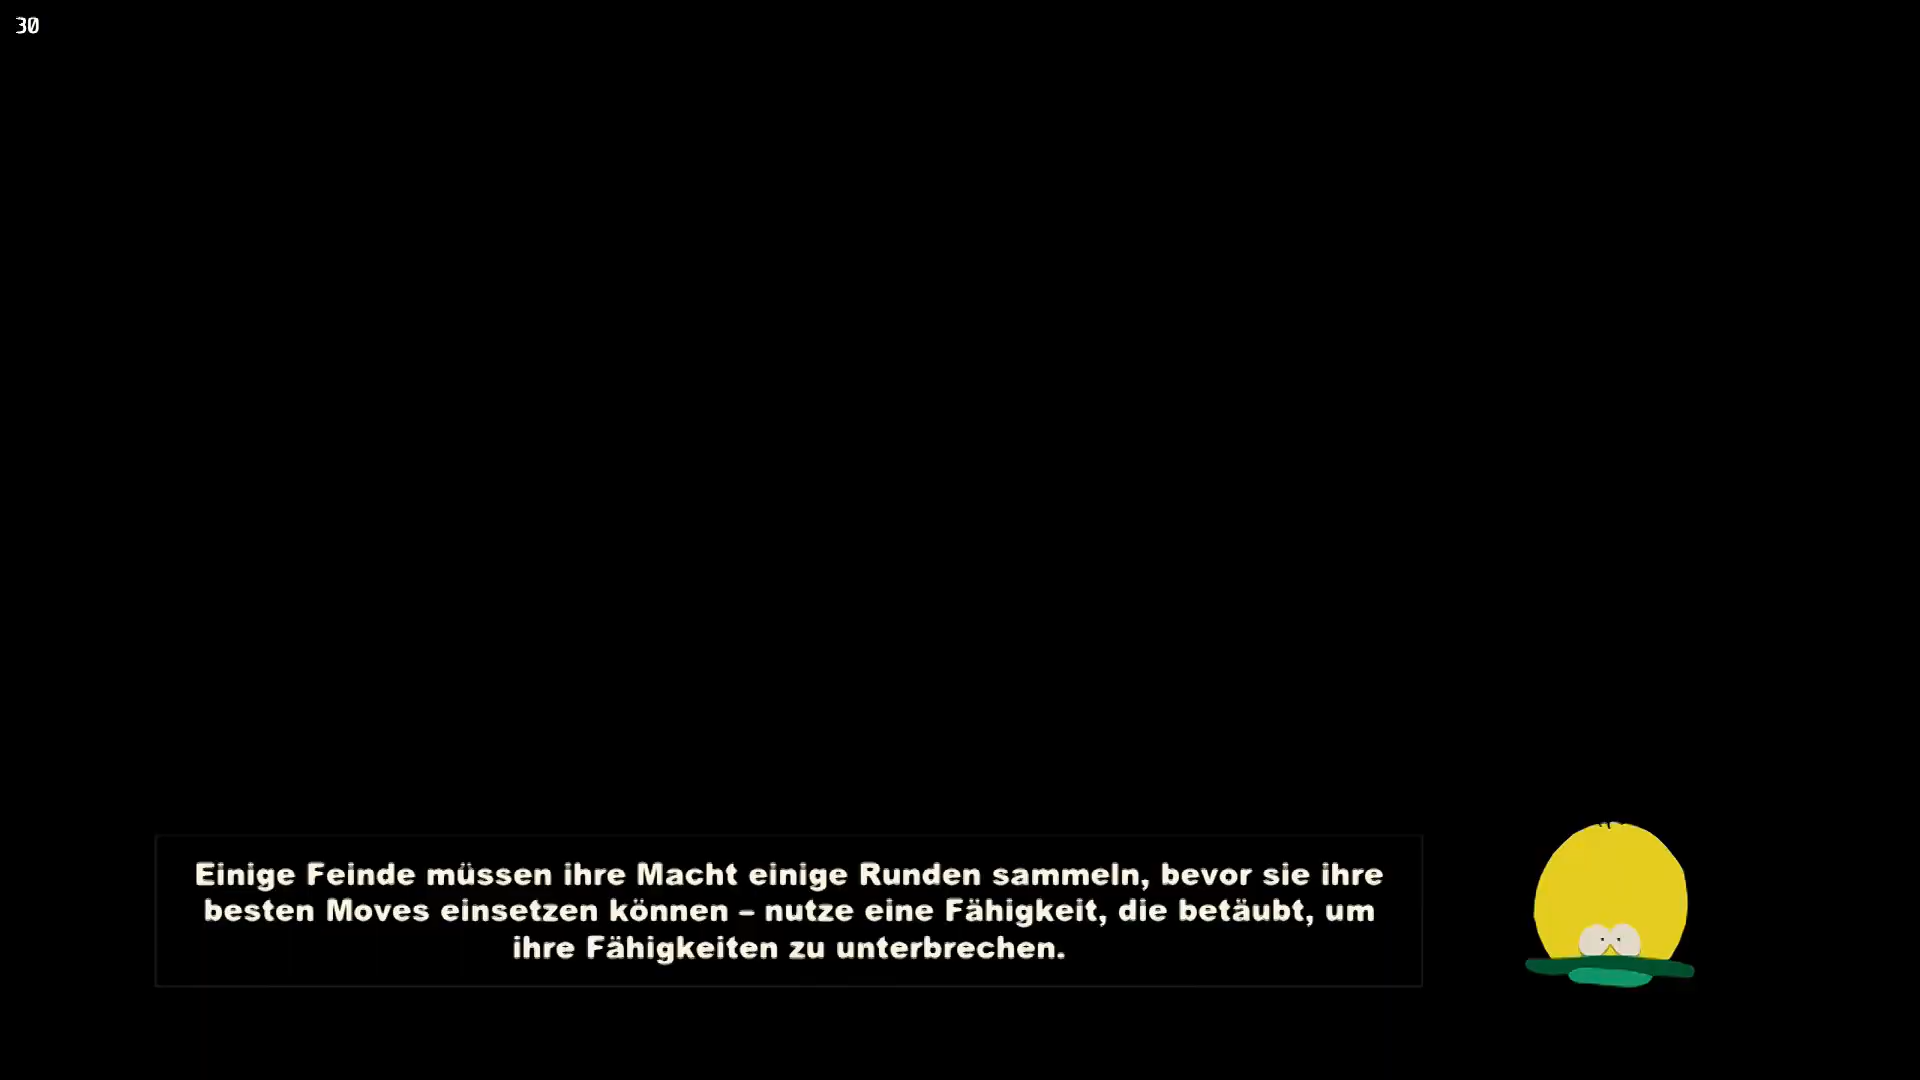 30
Einige Feinde müssen ihre Macht einige Runden sammeln, bevor sie ihre
besten Moves einsetzen können – nutze eine Fähigkeit, die betäubt, um
ihre Fähigkeiten zu unterbrechen.